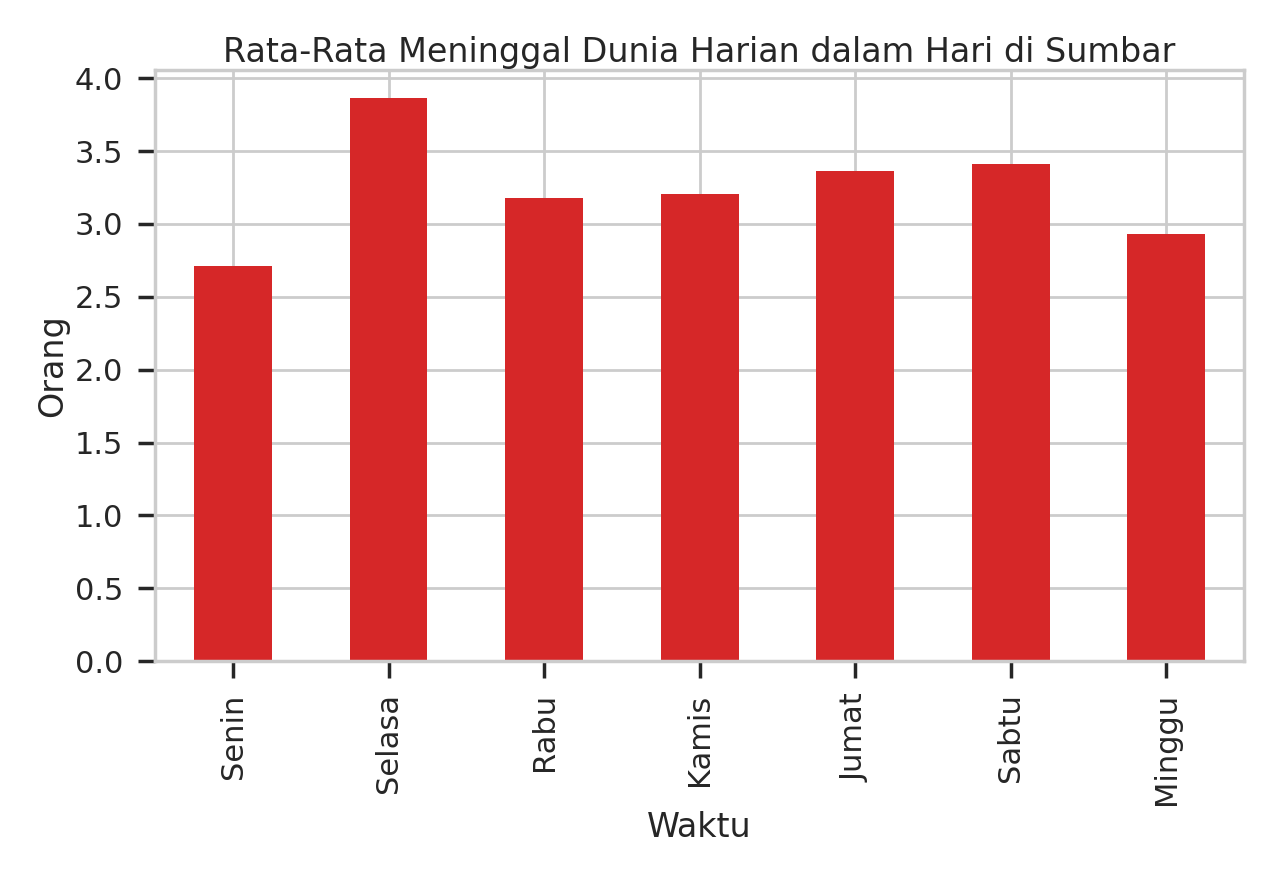 Rata-Rata Meninggal Dunia Harian dalam Hari di Sumbar
4.0
3.5
3.0
2.5
2.0
1.5
1.0
0.5
0.0
Orang
Senin
Selasa
Rabu
Kamis
Jumat
Sabtu
Minggu
Waktu